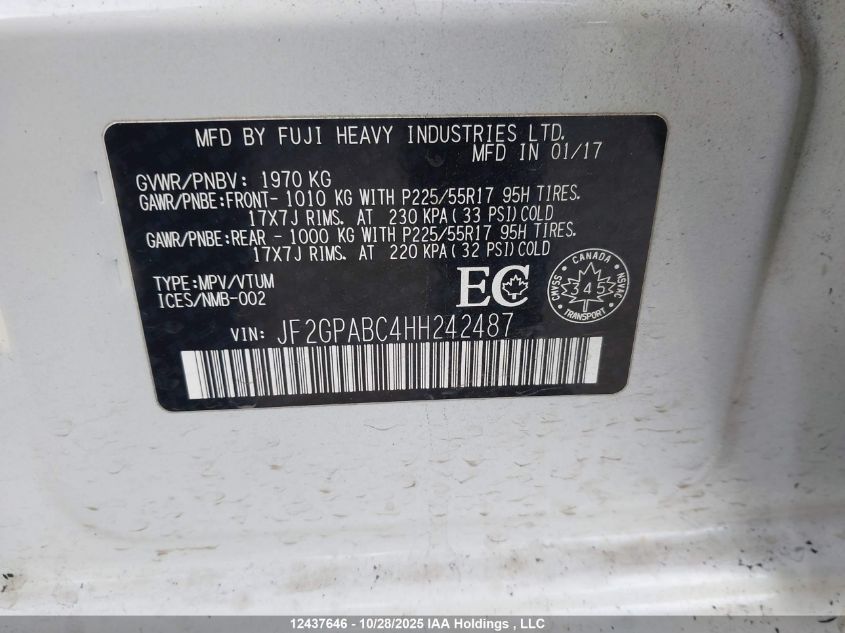 MFD BY FUJI HEAVY INDUSTRIES LTD.
MFD IN 01/17
GVWR/PNBV: 1970 KG
GAWR/PNBE:FRONT- 1010 KG WITH P225/55R17 95H TIRES.
17X7J RIMS. AT 230 KPA(33 PSI)COLD
GAWR/PNBE:REAR - 1000 KG WITH P225/55R17 95H TIRES.
17X7J RIMS. AT 220 KPA(32 PSI)COLD
TYPE:MPV/VTUM
ICES/NMB-002
EC
CANADA
CMVSS
345
NSVAC
TRANSPORT
VIN: JF2GPABC4HH242487
12437646 - 10/28/2025 IAA Holdings , LLC